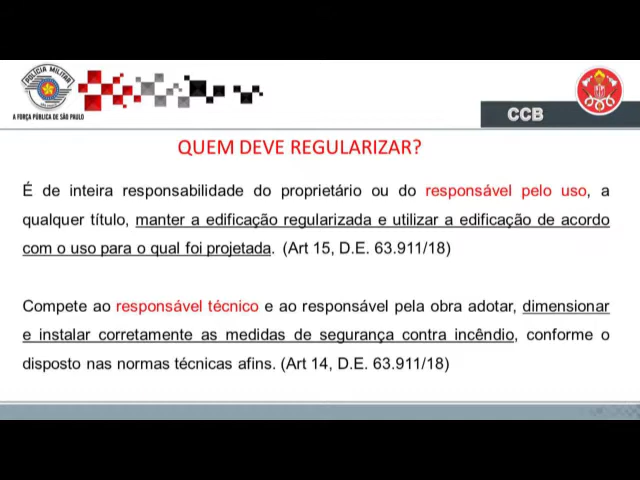 POLÍCIA MILITAR
A FORÇA PÚBLICA DE SÃO PAULO
CCB
QUEM DEVE REGULARIZAR?
É de inteira responsabilidade do proprietário ou do responsável pelo uso, a
qualquer título, manter a edificação regularizada e utilizar a edificação de acordo
com o uso para o qual foi projetada. (Art 15, D.E. 63.911/18)
Compete ao responsável técnico e ao responsável pela obra adotar, dimensionar
e instalar corretamente as medidas de segurança contra incêndio, conforme o
disposto nas normas técnicas afins. (Art 14, D.E. 63.911/18)